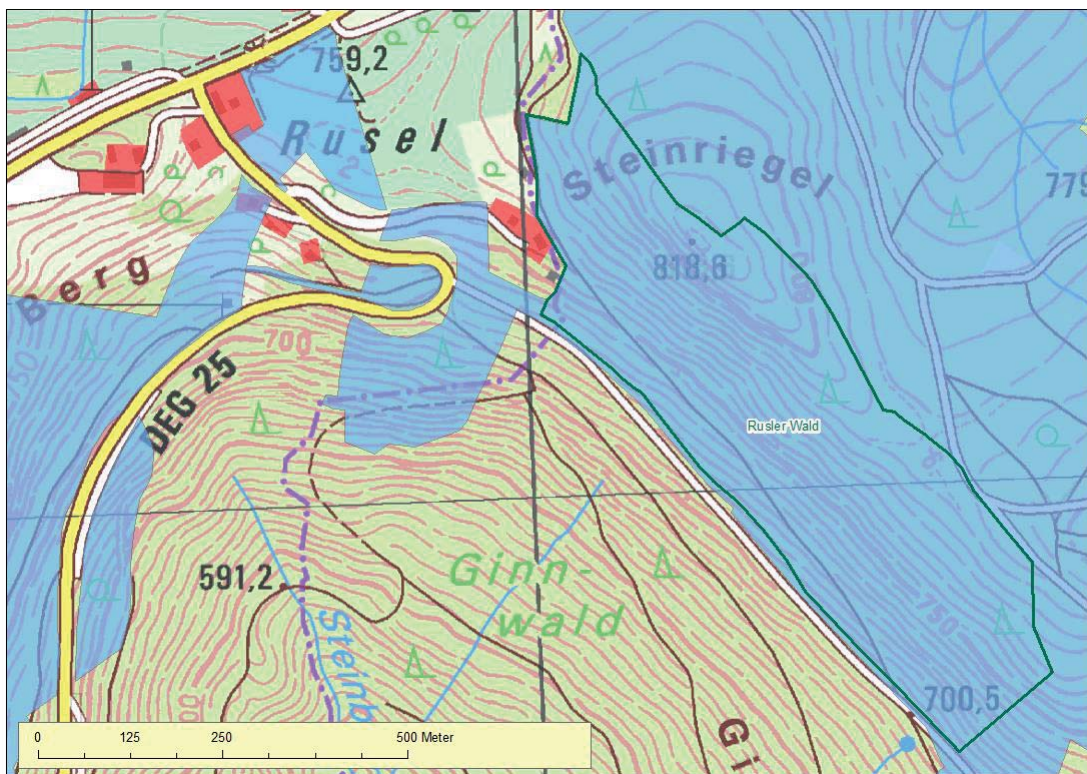 759,2
Rusel
Steinriegel
779
818,6
Berg
700
750
DEG 25
Rusler Wald
591,2
Ginn-
wald
Steinb
750
700,5
Gi
0 125 250 500 Meter